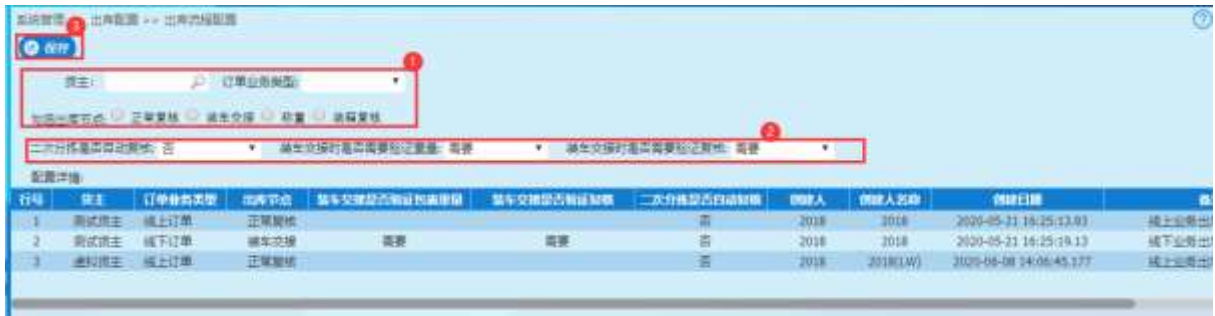 系统管理 >> 出库配置 >> 出库流程配置
3
保存
1
货主: 订单业务类型:
勾选出库节点: 正常复核 装车交接 称重 装箱复核
2
二次分拣是否自动复核: 否 装车交接时是否需要验证重量: 需要 装车交接时是否需要验证复核: 需要
配置详情:
行号 货主 订单业务类型 出库节点 装车交接是否验证包裹重量 装车交接是否验证复核 二次分拣是否自动复核 创建人 创建人名称 创建日期
1 测试货主 线上订单 正常复核 否 2018 2018 2020-05-21 16:25:13.93 线上业务出
2 测试货主 线下订单 装车交接 需要 需要 否 2018 2018 2020-05-21 16:25:19.13 线下业务出
3 虚拟货主 线上订单 正常复核 否 2018 2018(LW) 2020-06-08 14:06:45.177 线上业务出